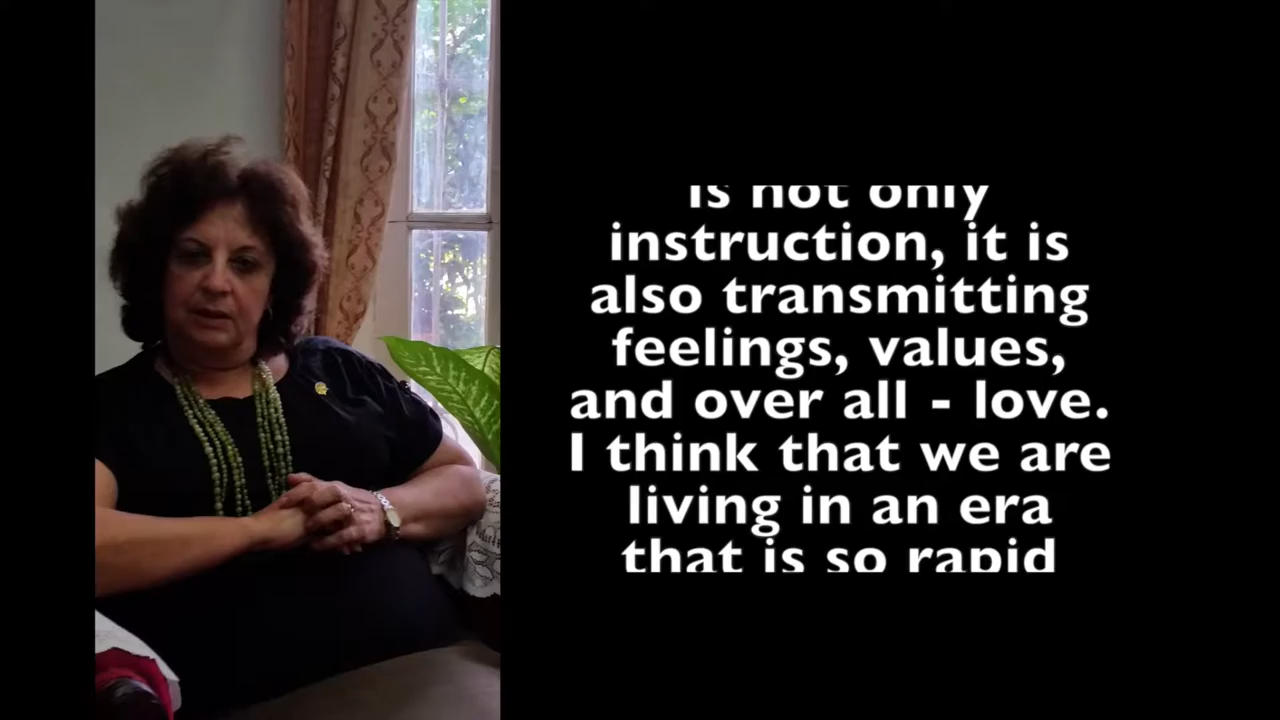 is not only
instruction, it is
also transmitting
feelings, values,
and over all - love.
I think that we are
living in an era
that is so rapid